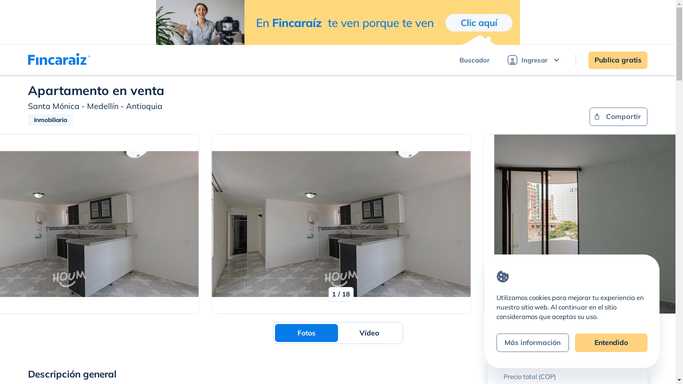 En Fincaraíz te ven porque te ven
Clic aquí
Fincaraiz
Buscador
Ingresar
Publica gratis
Apartamento en venta
Santa Mónica - Medellín - Antioquia
Inmobiliaria
Compartir
HOUM
HOUM
1 / 18
Utilizamos cookies para mejorar tu experiencia en
nuestro sitio web. Al continuar en el sitio
consideramos que aceptas su uso.
Más información
Entendido
Fotos
Vídeo
Descripción general
Precio total (COP)